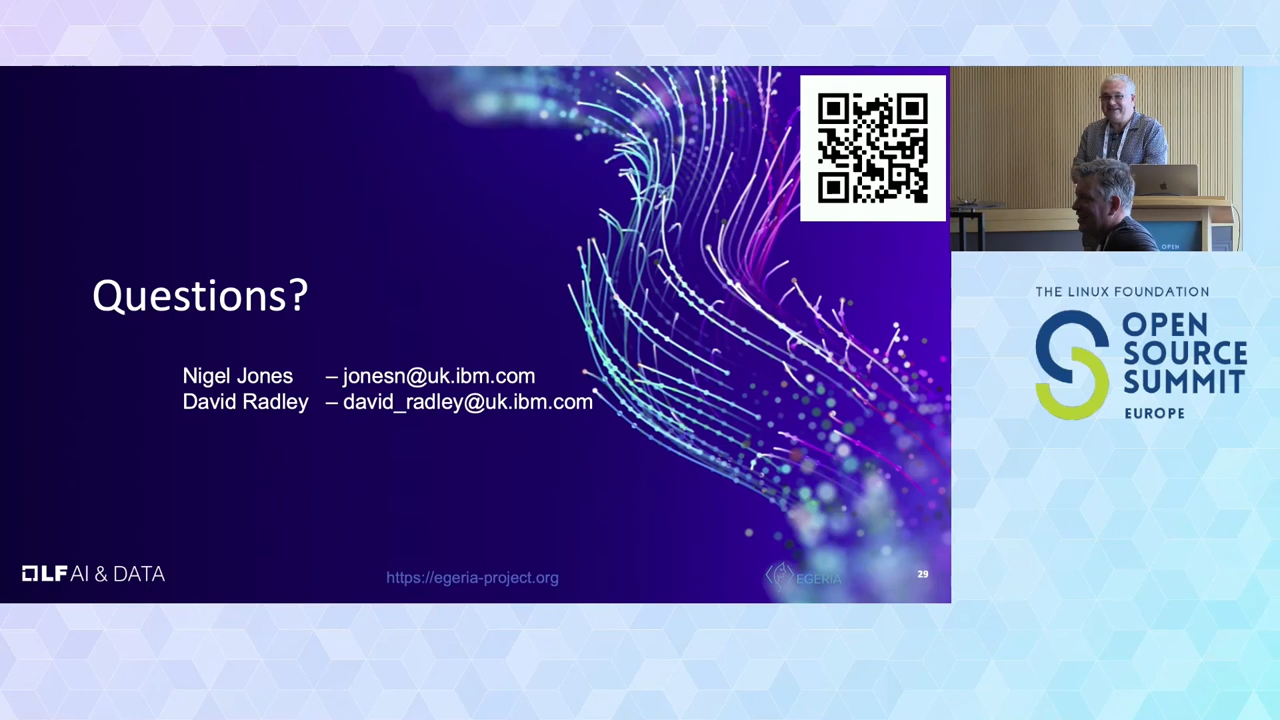 Questions?
Nigel Jones – jonesn@uk.ibm.com
David Radley – david_radley@uk.ibm.com
LF AI & DATA
https://egeria-project.org
EGERIA
29
OPEN
THE LINUX FOUNDATION
OPEN
SOURCE
SUMMIT
EUROPE